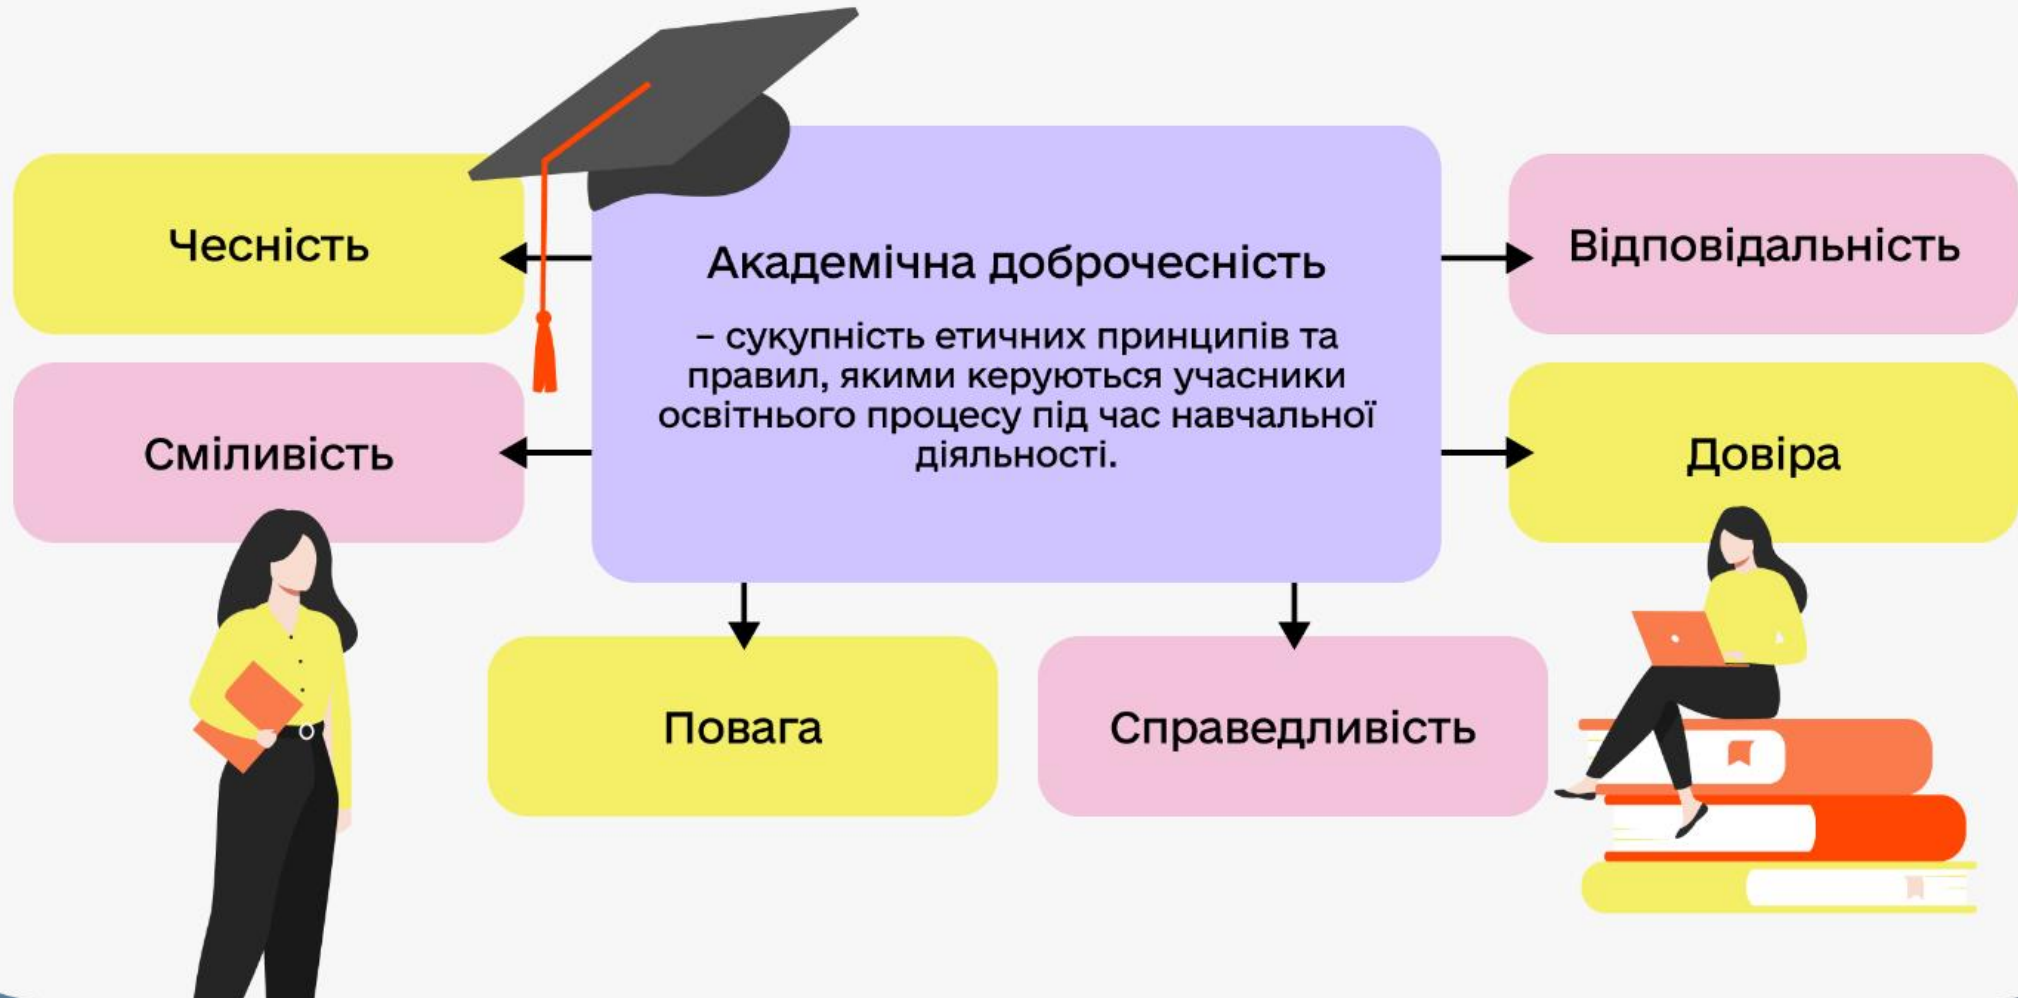 Чесність
Академічна доброчесність
– сукупність етичних принципів та
правил, якими керуються учасники
освітнього процесу під час навчальної
діяльності.
Відповідальність
Сміливість
Довіра
Повага
Справедливість